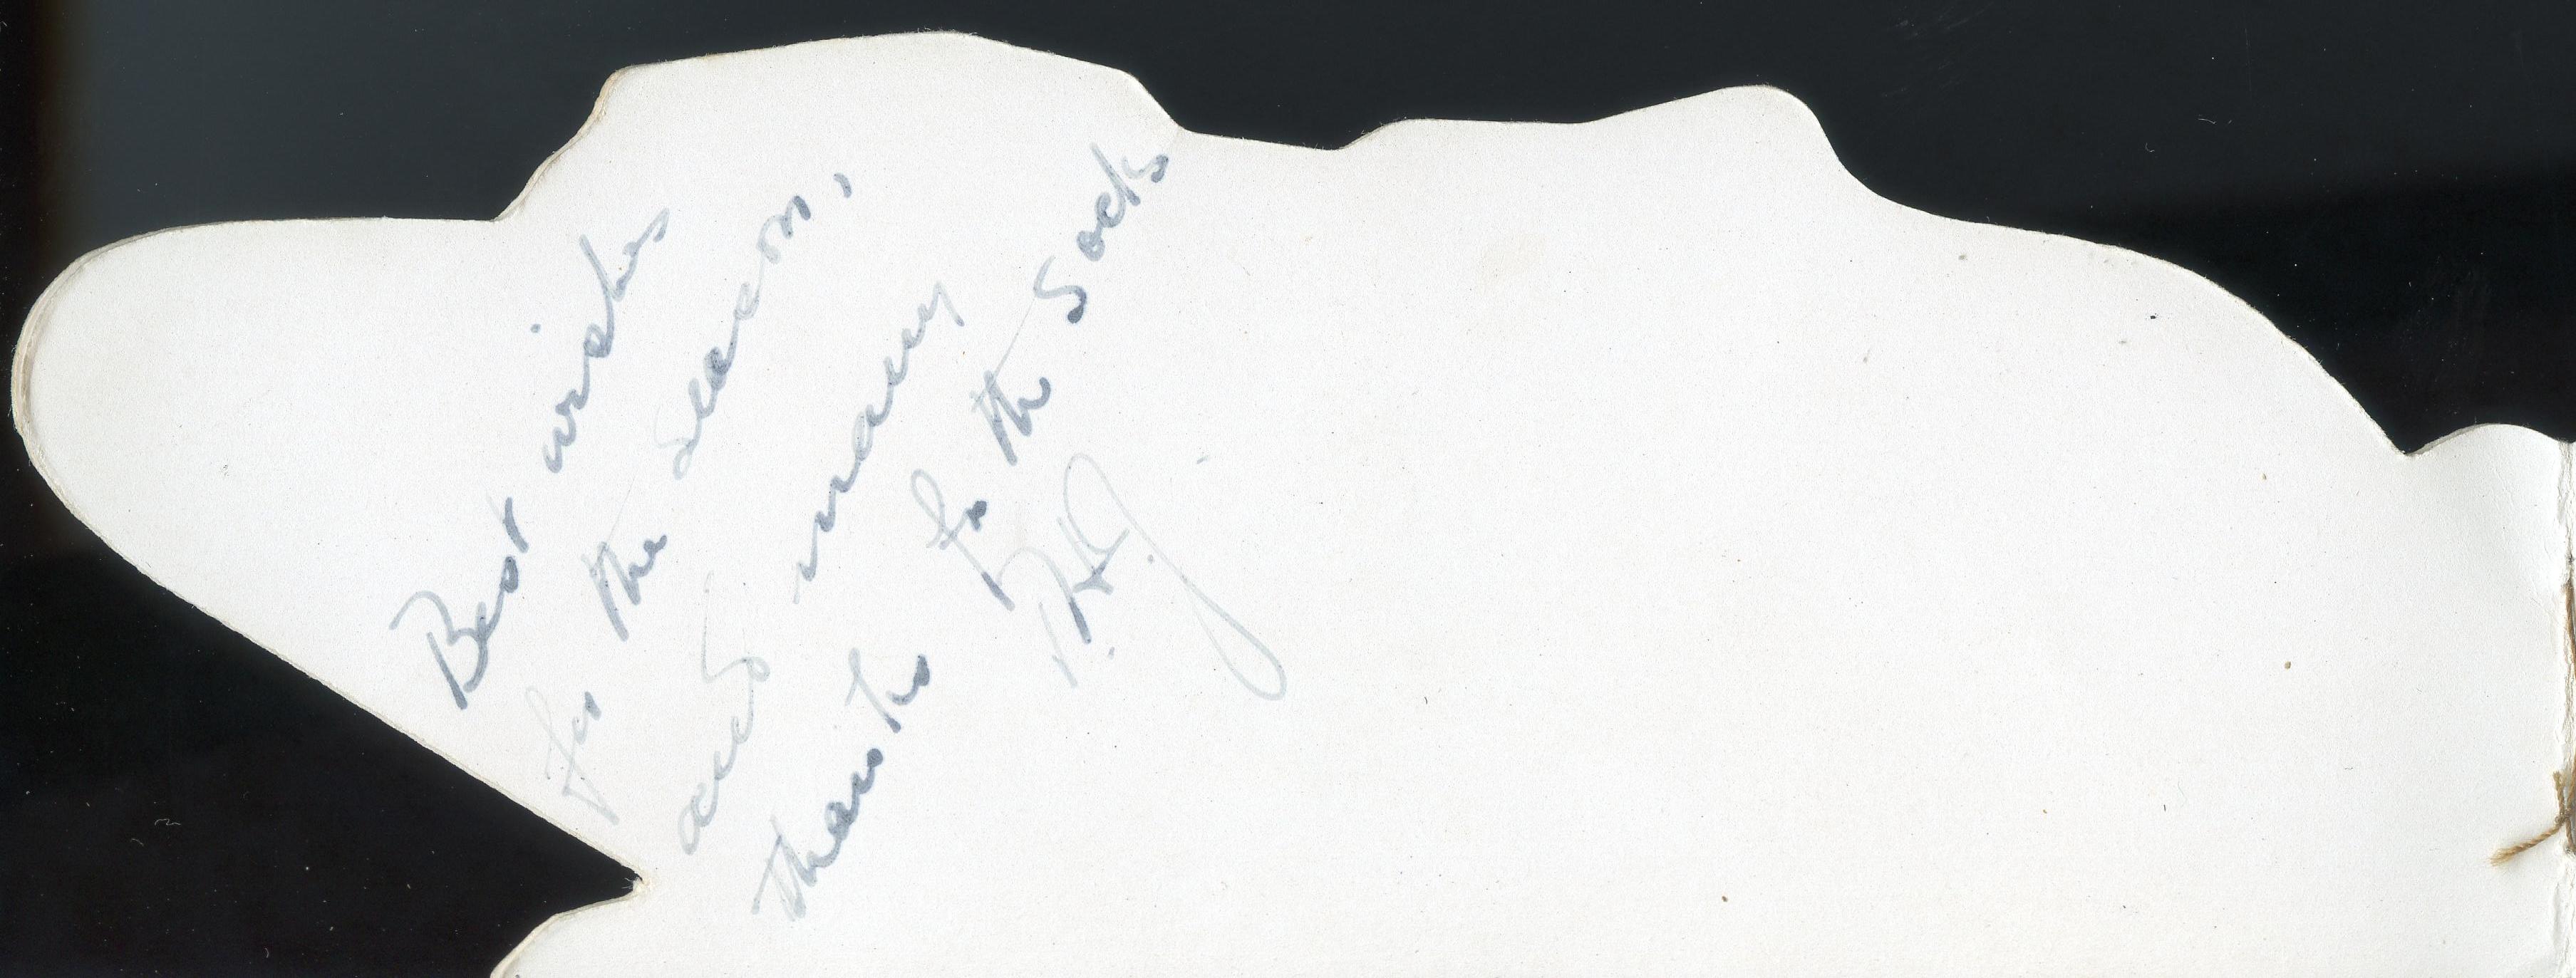 Best wishes
for the season,
and many
thanks for the socks